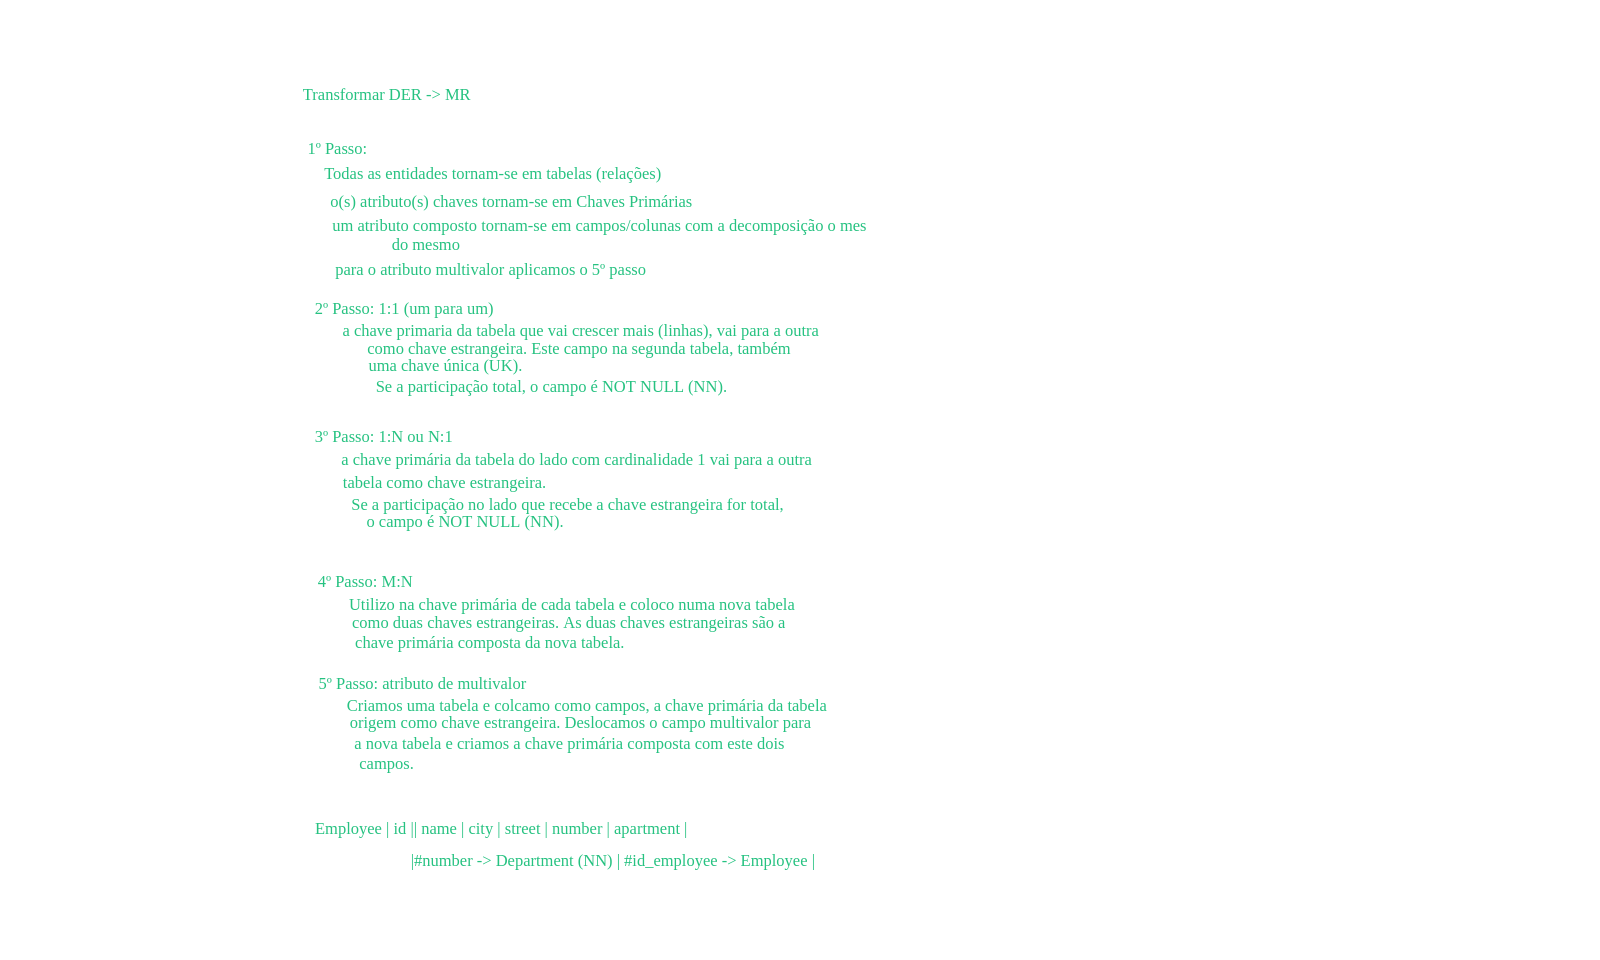 Transformar DER -> MR
1º Passo:
Todas as entidades tornam-se em tabelas (relações)
o(s) atributo(s) chaves tornam-se em Chaves Primárias
um atributo composto tornam-se em campos/colunas com a decomposição o mes
do mesmo
para o atributo multivalor aplicamos o 5º passo
2º Passo: 1:1 (um para um)
a chave primaria da tabela que vai crescer mais (linhas), vai para a outra
como chave estrangeira. Este campo na segunda tabela, também
uma chave única (UK).
Se a participação total, o campo é NOT NULL (NN).
3º Passo: 1:N ou N:1
a chave primária da tabela do lado com cardinalidade 1 vai para a outra
tabela como chave estrangeira.
Se a participação no lado que recebe a chave estrangeira for total,
o campo é NOT NULL (NN).
4º Passo: M:N
Utilizo na chave primária de cada tabela e coloco numa nova tabela
como duas chaves estrangeiras. As duas chaves estrangeiras são a
chave primária composta da nova tabela.
5º Passo: atributo de multivalor
Criamos uma tabela e colcamo como campos, a chave primária da tabela
origem como chave estrangeira. Deslocamos o campo multivalor para
a nova tabela e criamos a chave primária composta com este dois
campos.
Employee | id || name | city | street | number | apartment |
|#number -> Department (NN) | #id_employee -> Employee |